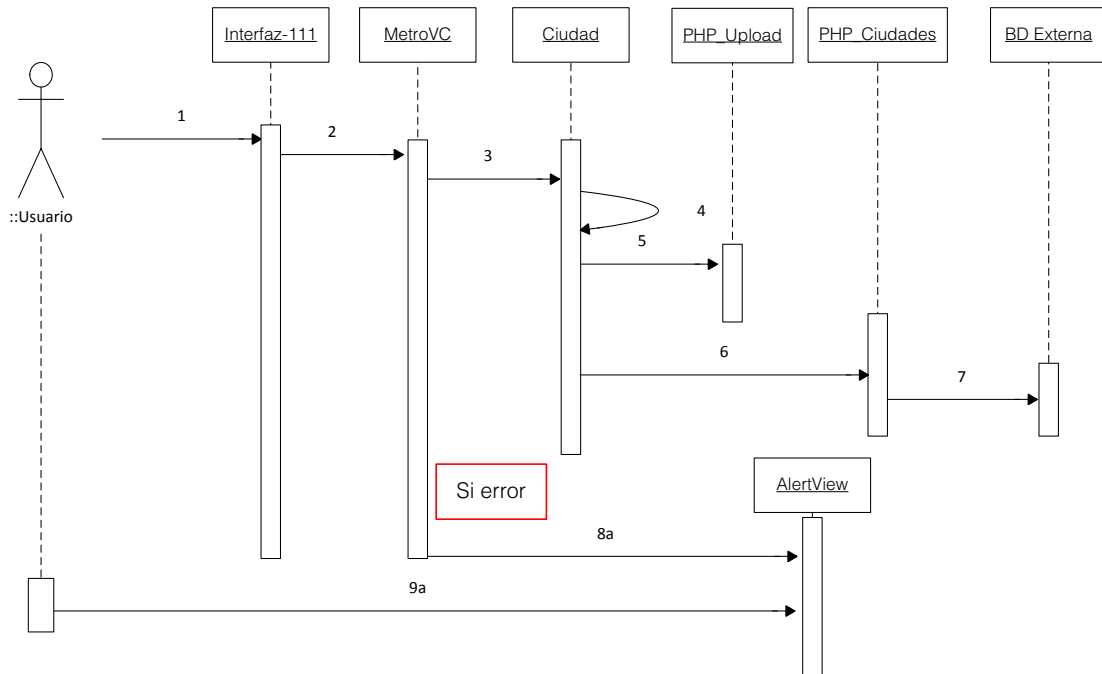 Interfaz-111
MetroVC
Ciudad
PHP_Upload
PHP_Ciudades
BD Externa
1
2
3
4
5
::Usuario
6
7
Si error
AlertView
8a
9a